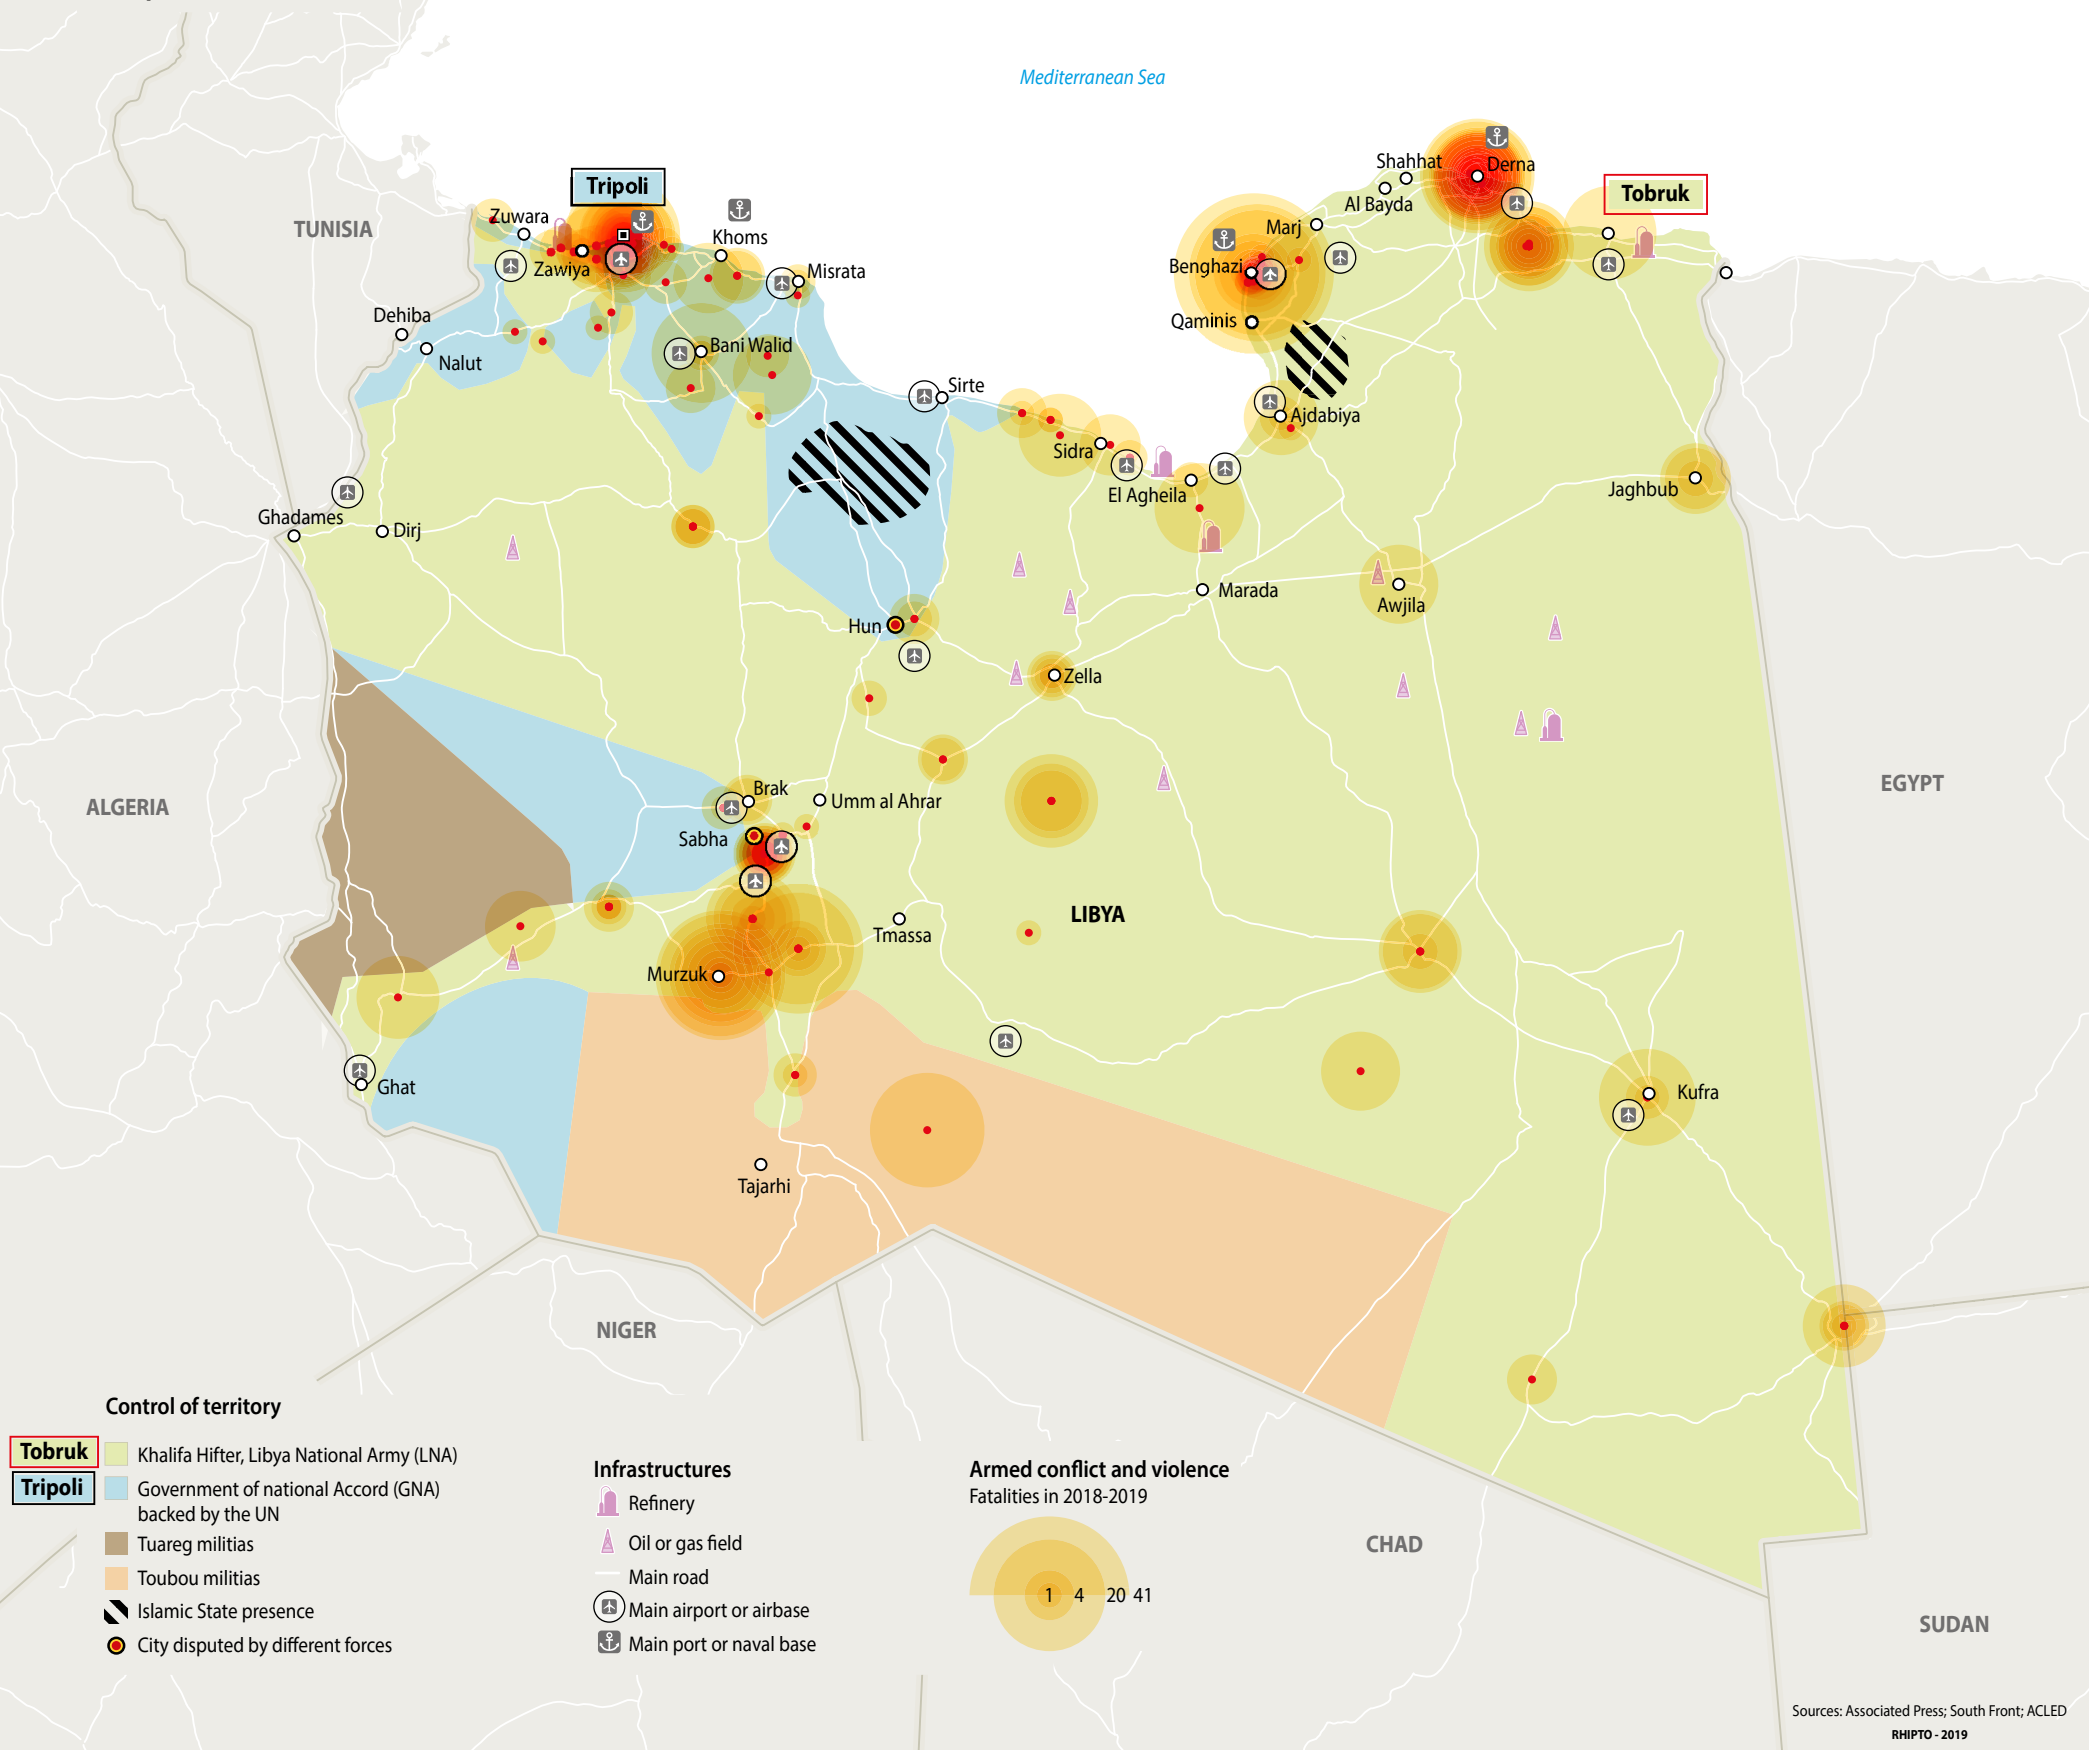 Mediterranean Sea
TUNISIA
Tripoli
Zuwara
Zawiya
Khoms
Misrata
Shahhat
Derna
Al Bayda
Tobruk
Marj
Benghazi
Qaminis
Dehiba
Nalut
Bani Walid
Sirte
Ajdabiya
Sidra
El Agheila
Jaghbub
Ghadames
Dirj
Marada
Awjila
Hun
Zella
ALGERIA
EGYPT
Brak
Umm al Ahrar
Sabha
LIBYA
Tmassa
Murzuk
Ghat
Kufra
Tajarhi
NIGER
CHAD
SUDAN
Control of territory
Tobruk
Khalifa Hifter, Libya National Army (LNA)
Tripoli
Government of national Accord (GNA)
backed by the UN
Tuareg militias
Toubou militias
Islamic State presence
City disputed by different forces
Infrastructures
Refinery
Oil or gas field
Main road
Main airport or airbase
Main port or naval base
Armed conflict and violence
Fatalities in 2018-2019
1 4 20 41
Sources: Associated Press; South Front; ACLED
RHIPTO - 2019